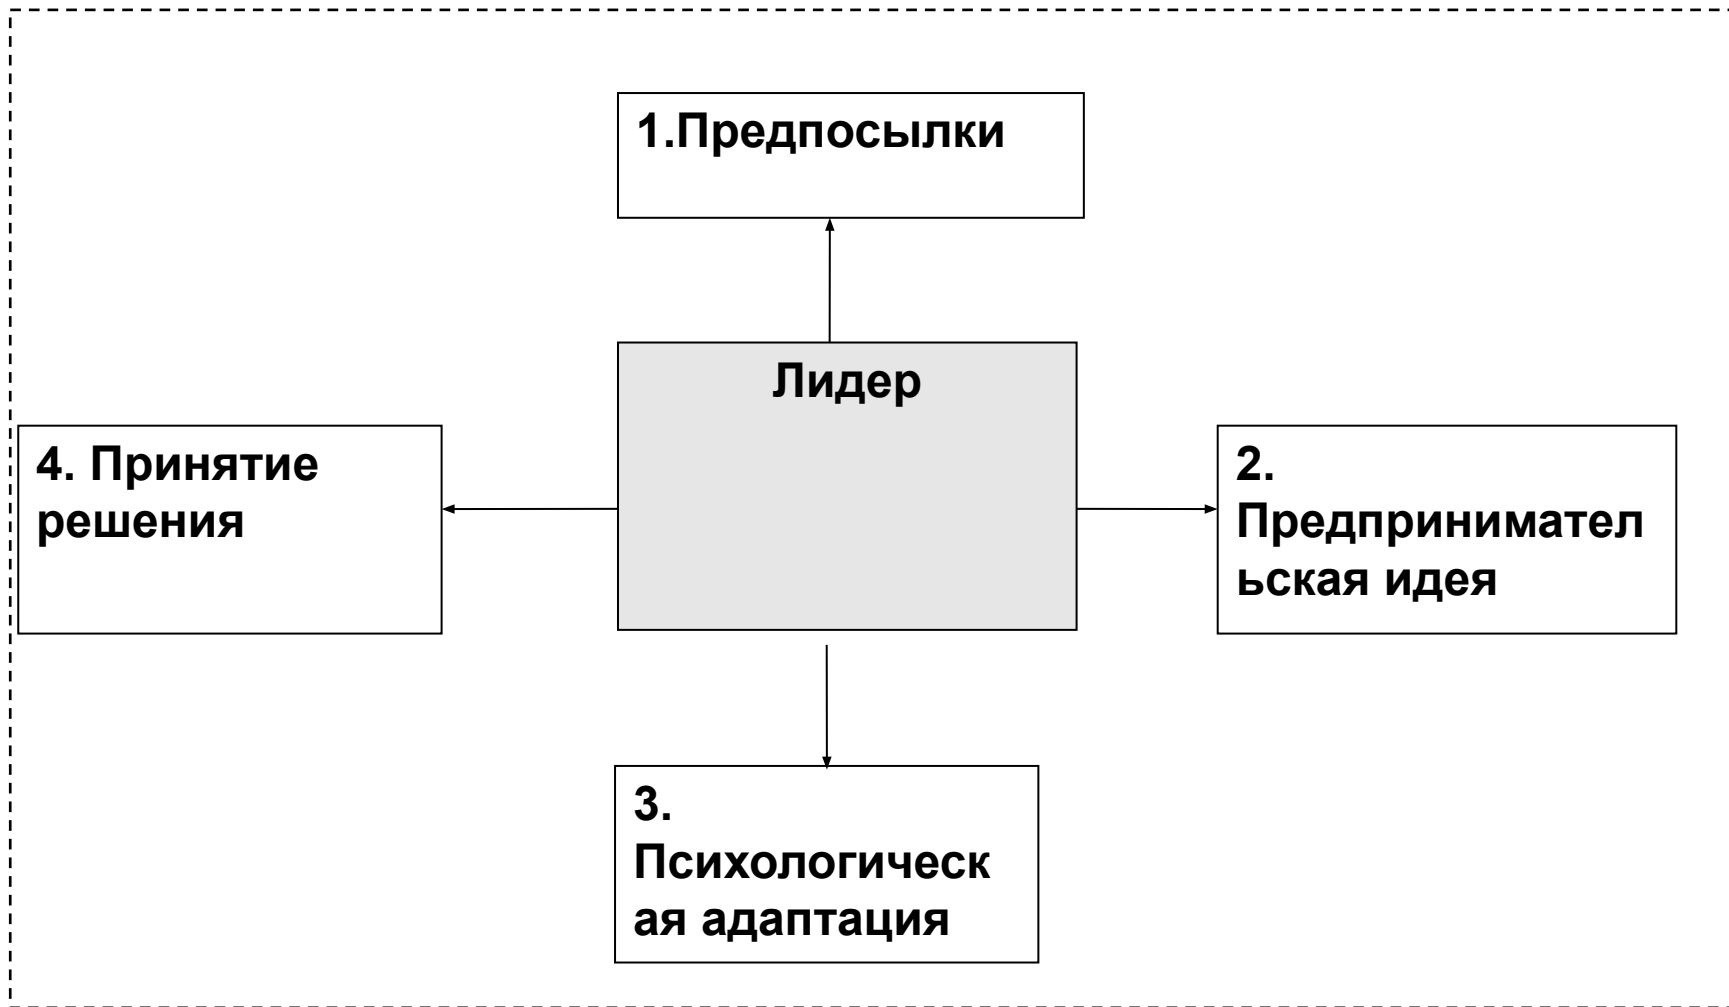 1.Предпосылки
Лидер
4. Принятие
решения
2.
Предпринимател
ьская идея
3.
Психологическ
ая адаптация